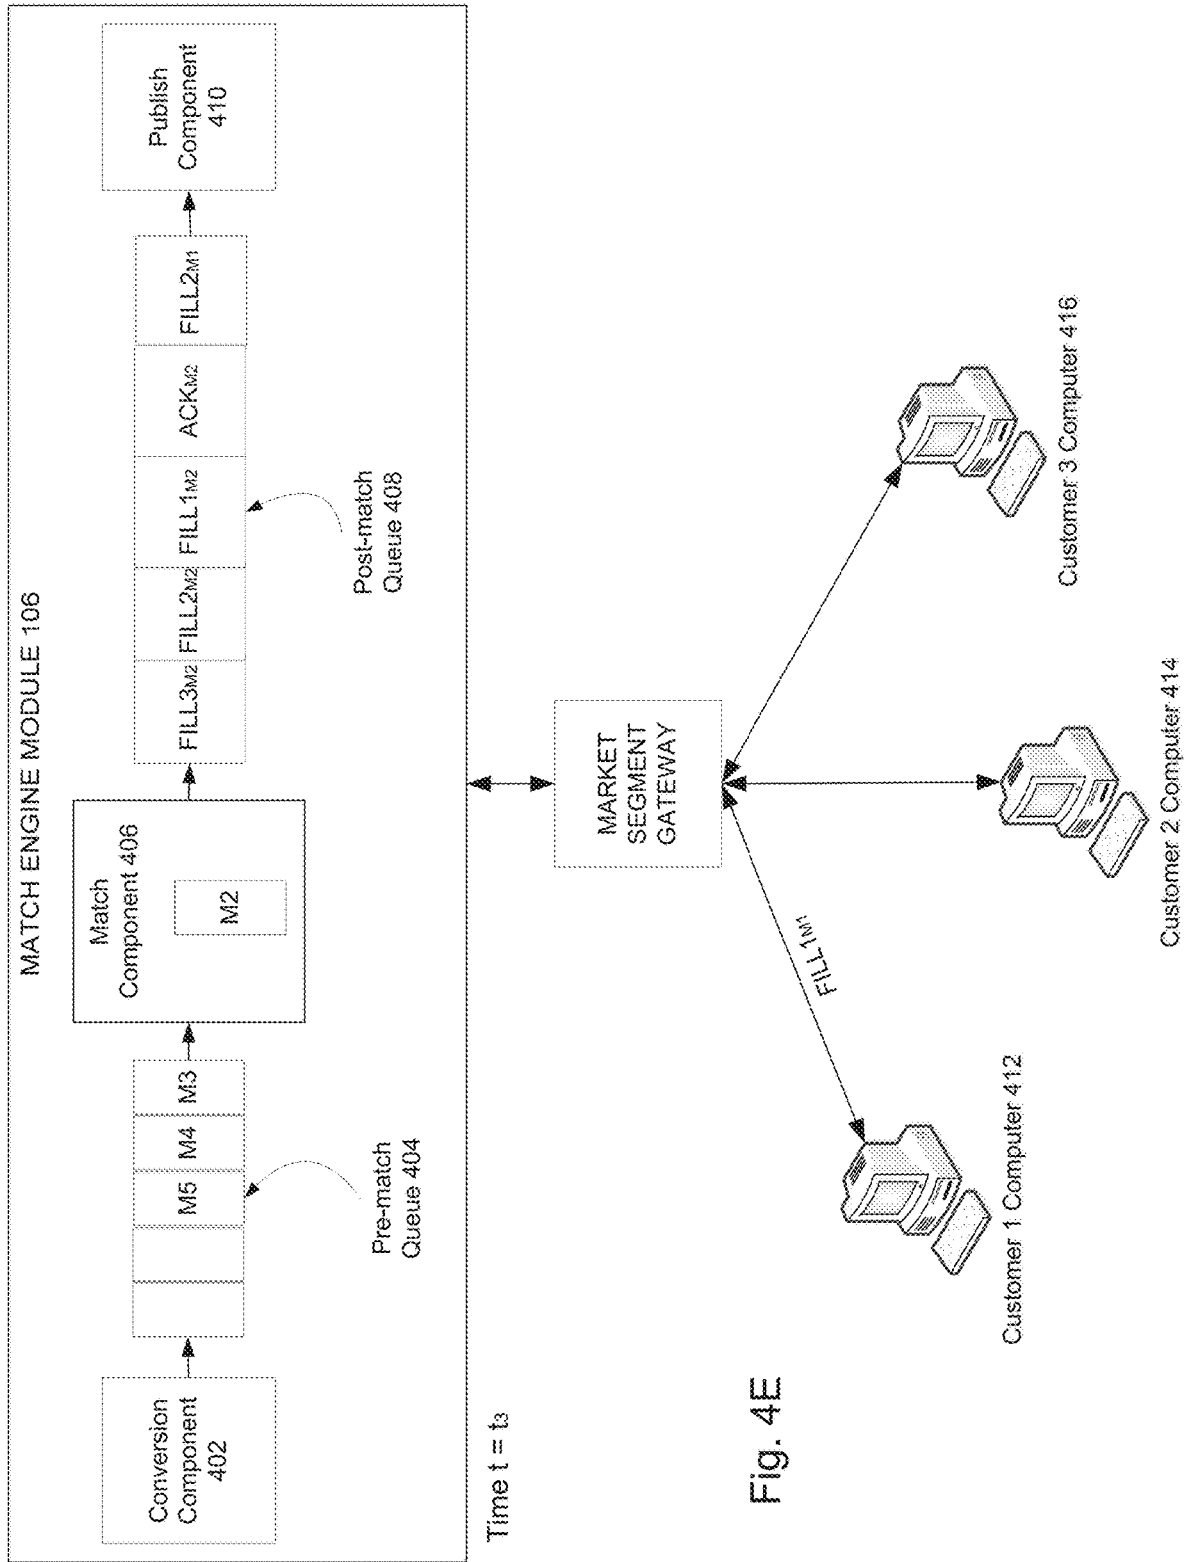 MATCH ENGINE MODULE 106
Conversion
Component
402
M5
M4
M3
Pre-match
Queue 404
Match
Component 406
M2
FILL3M2
FILL2M2
FILL1M2
ACKM2
FILL2M1
Post-match
Queue 408
Publish
Component
410
Time t = t3
MARKET
SEGMENT
GATEWAY
FILL1M1
Customer 1 Computer 412
Customer 2 Computer 414
Customer 3 Computer 416
Fig. 4E